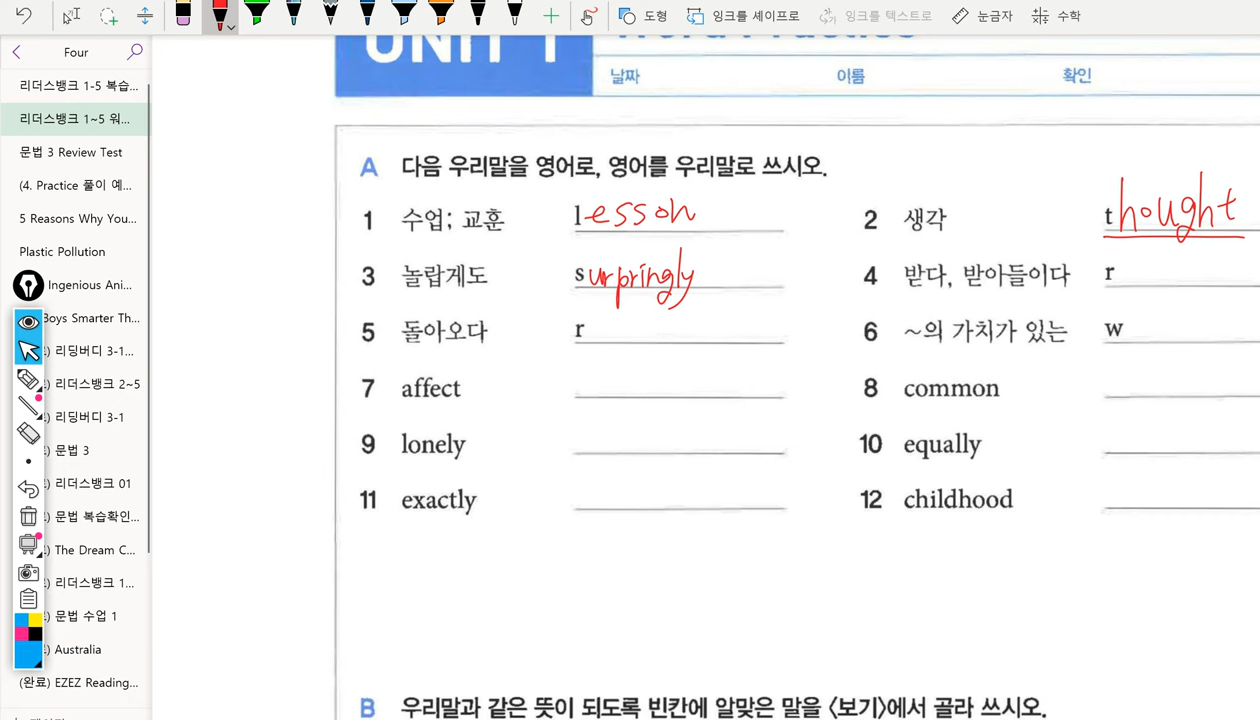 도형
잉크를 셰이프로
잉크를 텍스트로
눈금자
수학
Four
리더스뱅크 1-5 복습...
리더스뱅크 1~5 워...
문법 3 Review Test
(4. Practice 풀이 예...
5 Reasons Why You...
Plastic Pollution
Ingenious Ani...
Boys Smarter Th...
) 리딩버디 3-1...
) 리더스뱅크 2~5
) 리딩버디 3-1
) 문법 3
) 리더스뱅크 01
) 문법 복습확인...
) The Dream C...
) 리더스뱅크 1...
) 문법 수업 1
) Australia
(완료) EZEZ Reading...
UNIT 1
날짜 이름 확인
A 다음 우리말을 영어로, 영어를 우리말로 쓰시오.
1 수업; 교훈 lesson 2 생각 thought
3 놀랍게도 surpringly 4 받다, 받아들이다 r
5 돌아오다 r 6 ~의 가치가 있는 w
7 affect 8 common
9 lonely 10 equally
11 exactly 12 childhood
B 우리말과 같은 뜻이 되도록 빈칸에 알맞은 말을 〈보기〉에서 골라 쓰시오.